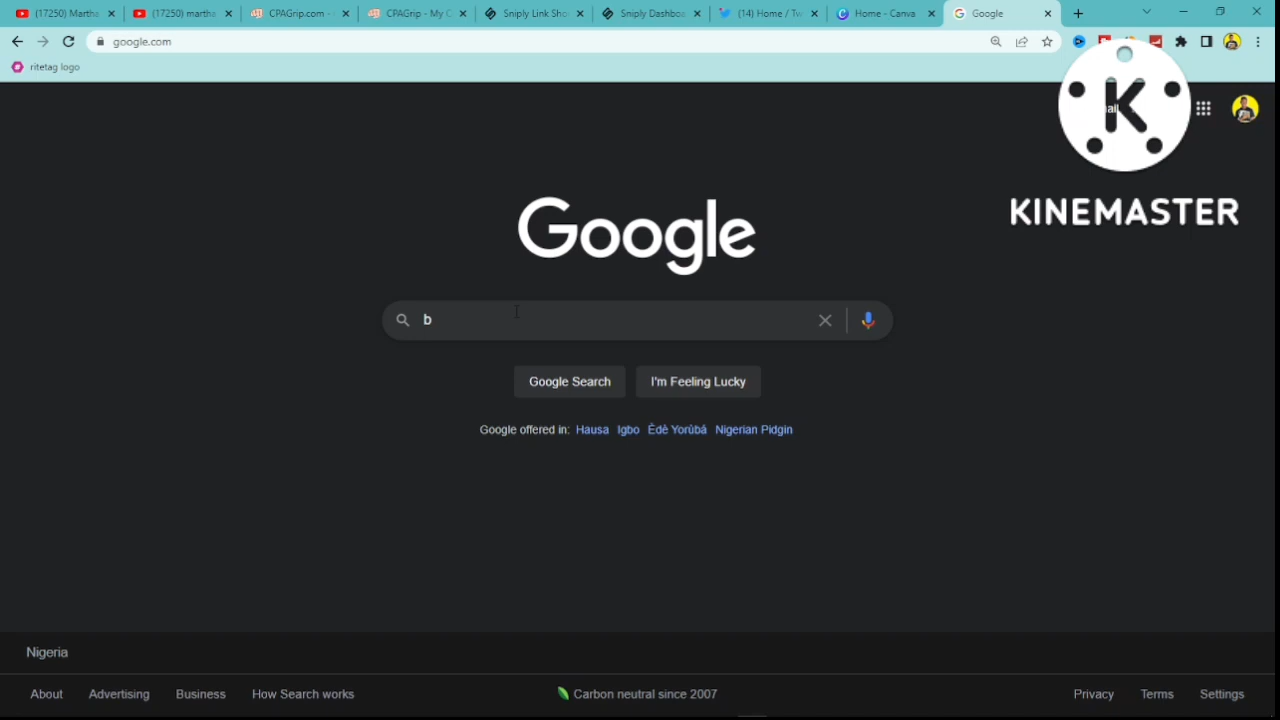 (17250) Martha
(17250) martha
CPAGrip.com -
CPAGrip - My C
Sniply Link Sho
Sniply Dashboa
(14) Home / Tw
Home - Canva
Google
google.com
ritetag logo
K
KINEMASTER
Google
b
Google Search
I'm Feeling Lucky
Google offered in: Hausa Igbo Èdè Yorùbá Nigerian Pidgin
Nigeria
About Advertising Business How Search works
Carbon neutral since 2007
Privacy Terms Settings